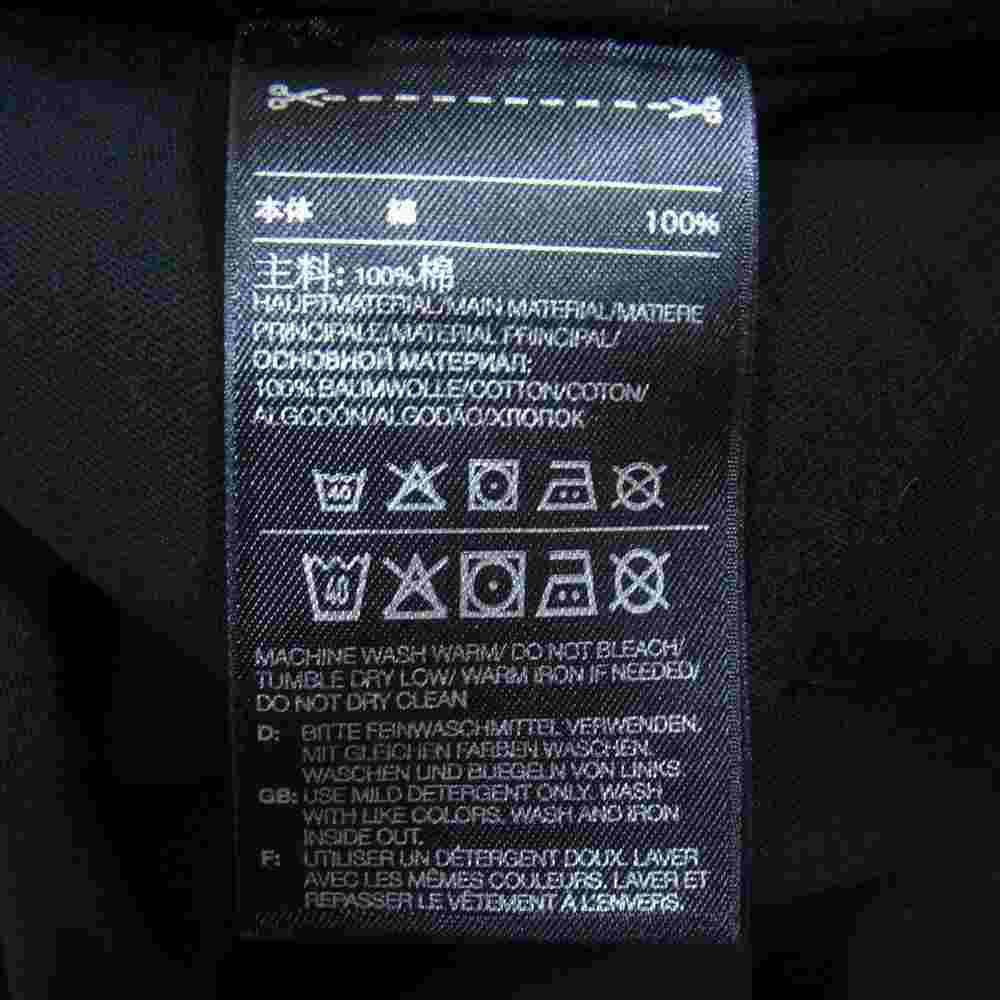 本体 綿 100%
主料: 100%棉
HAUPTMATERIAL/MAIN MATERIAL/MATIERE
PRINCIPALE/MATERIAL PRINCIPAL/
ОСНОВНОЙ МАТЕРИАЛ:
100% BAUMWOLLE/COTTON/COTON/
ALGODÓN/ALGODÃO/ХЛОПОК
40
40
MACHINE WASH WARM/ DO NOT BLEACH/
TUMBLE DRY LOW/ WARM IRON IF NEEDED/
DO NOT DRY CLEAN
D: BITTE FEINWASCHMITTEL VERWENDEN.
MIT GLEICHEN FARBEN WASCHEN.
WASCHEN UND BUEGELN VON LINKS
GB: USE MILD DETERGENT ONLY. WASH
WITH LIKE COLORS. WASH AND IRON
INSIDE OUT.
F: UTILISER UN DÉTERGENT DOUX. LAVER
AVEC LES MÊMES COULEURS. LAVER ET
REPASSER LE VÊTEMENT À L'ENVERS.